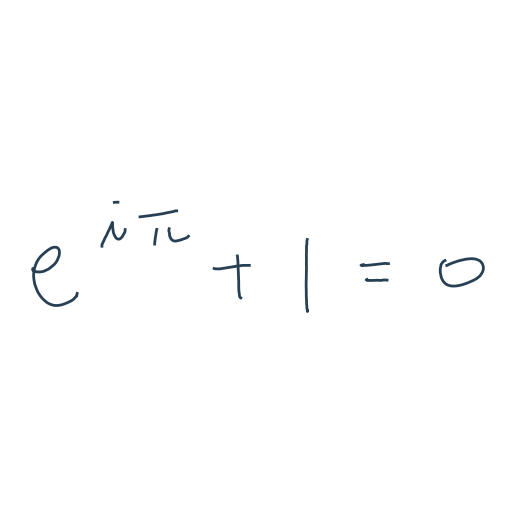 e^{iπ} + 1 = 0